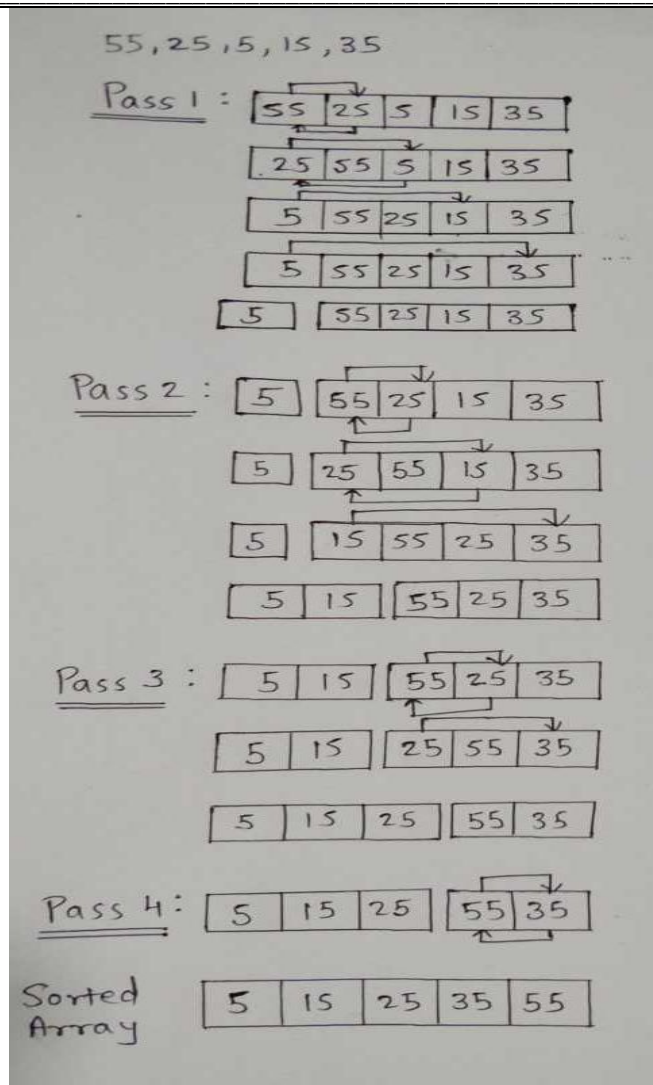 55, 25, 5, 15, 35
Pass 1 : 55 25 5 15 35
25 55 5 15 35
5 55 25 15 35
5 55 25 15 35
5 55 25 15 35
Pass 2 : 5 55 25 15 35
5 25 55 15 35
5 15 55 25 35
5 15 55 25 35
Pass 3 : 5 15 55 25 35
5 15 25 55 35
5 15 25 55 35
Pass 4 : 5 15 25 55 35
Sorted Array 5 15 25 35 55